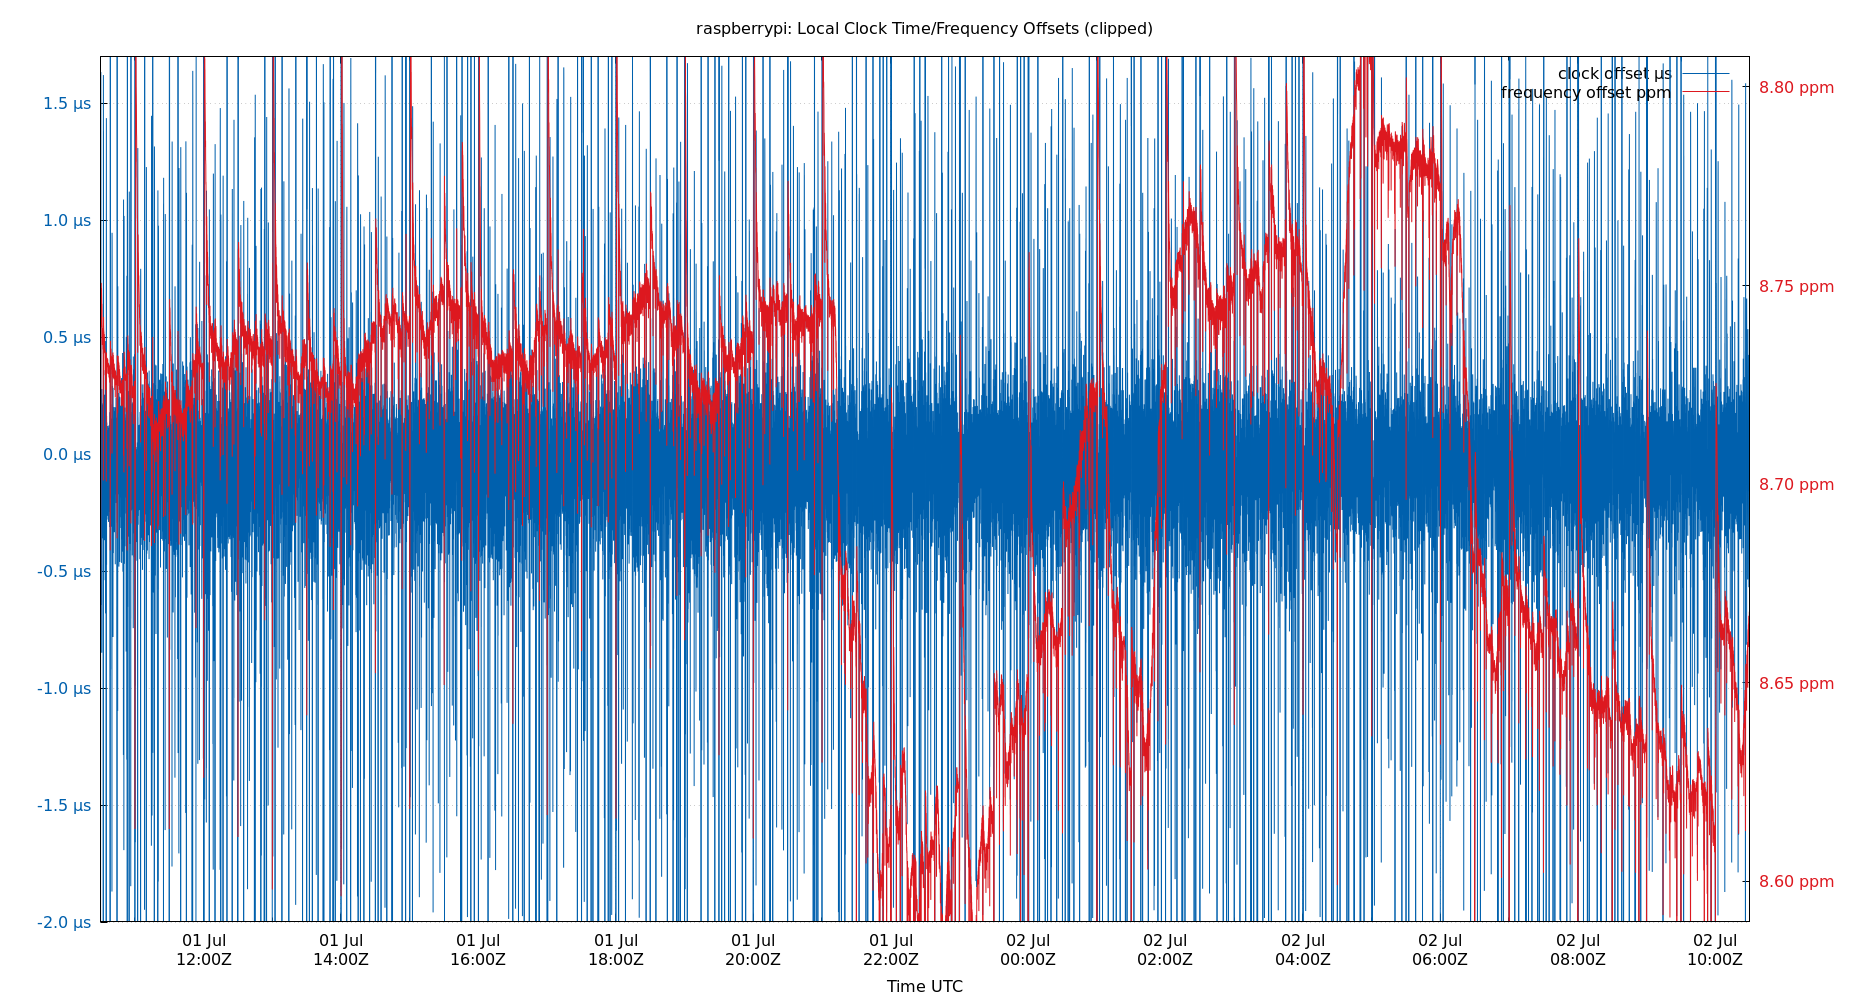 raspberrypi: Local Clock Time/Frequency Offsets (clipped)
clock offset µs
frequency offset ppm
1.5 µs
1.0 µs
0.5 µs
0.0 µs
-0.5 µs
-1.0 µs
-1.5 µs
-2.0 µs
8.80 ppm
8.75 ppm
8.70 ppm
8.65 ppm
8.60 ppm
01 Jul
12:00Z
01 Jul
14:00Z
01 Jul
16:00Z
01 Jul
18:00Z
01 Jul
20:00Z
01 Jul
22:00Z
02 Jul
00:00Z
02 Jul
02:00Z
02 Jul
04:00Z
02 Jul
06:00Z
02 Jul
08:00Z
02 Jul
10:00Z
Time UTC